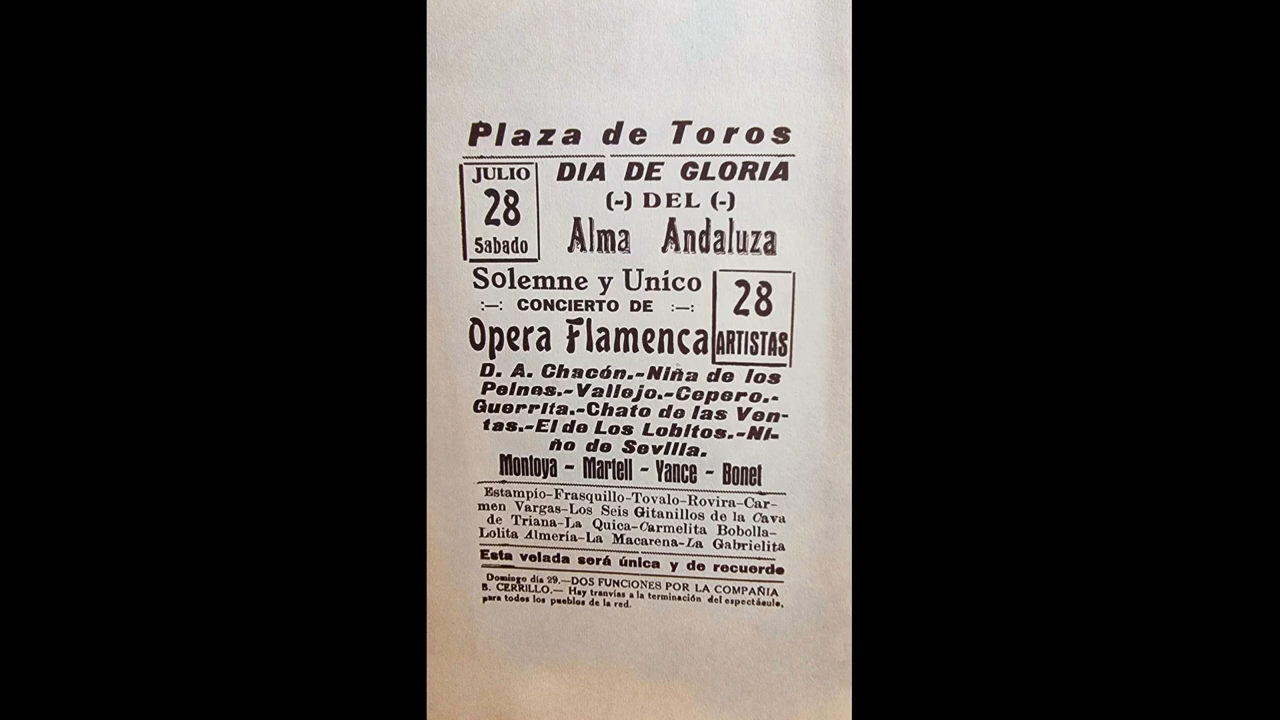 Plaza de Toros
JULIO
28
Sabado
DIA DE GLORIA
(-) DEL (-)
Alma Andaluza
Solemne y Unico
:—: CONCIERTO DE :—:
Opera Flamenca
28
ARTISTAS
D. A. Chacón.-Niña de los
Peines.-Vallejo.-Cepero.-
Guerrita.-Chato de las Ven-
tas.-El de Los Lobitos.-Ni-
ño de Sevilla.
Montoya - Martell - Yance - Bonet
Estampío-Frasquillo-Tovalo-Rovira-Car-
men Vargas-Los Seis Gitanillos de la Cava
de Triana-La Quica-Carmelita Bobolla-
Lolita Almería-La Macarena-La Gabrielita
Esta velada será única y de recuerdo
Domingo día 29.—DOS FUNCIONES POR LA COMPAÑIA
B. CERRILLO.— Hay tranvías a la terminación del espectáculo,
para todos los pueblos de la red.